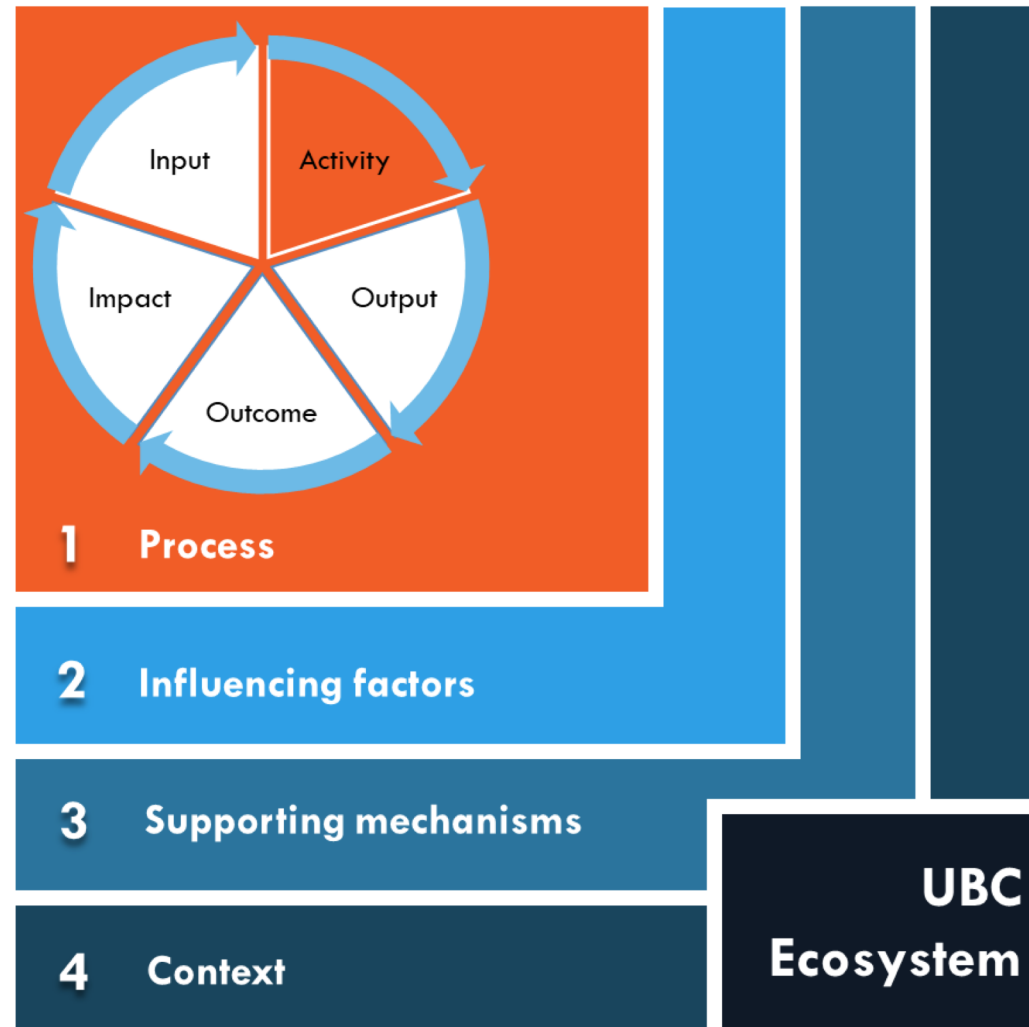 Input
Activity
Impact
Output
Outcome
1 Process
2 Influencing factors
3 Supporting mechanisms
4 Context
UBC
Ecosystem